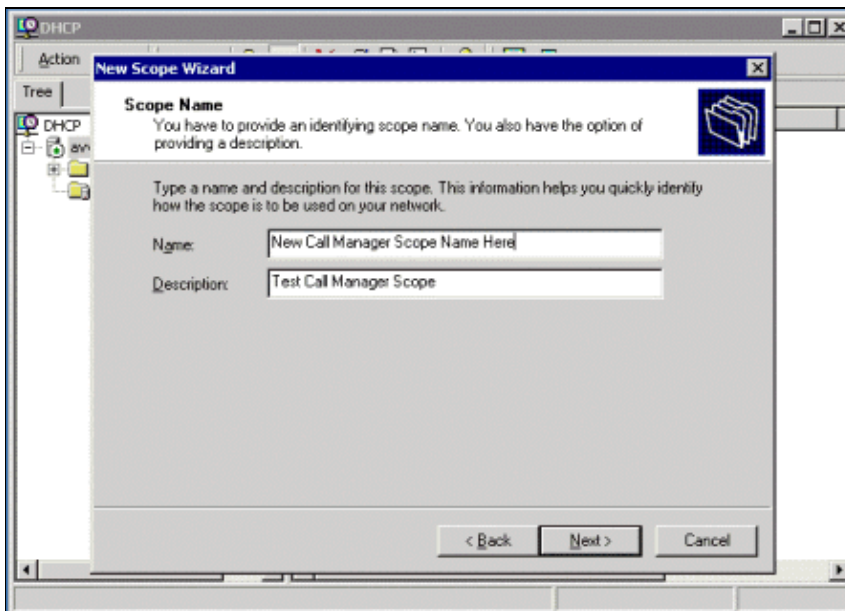 DHCP
Action
New Scope Wizard
Tree
Scope Name
You have to provide an identifying scope name. You also have the option of
providing a description.
DHCP
Type a name and description for this scope. This information helps you quickly identify
how the scope is to be used on your network.
Name: New Call Manager Scope Name Here
Description: Test Call Manager Scope
< Back Next > Cancel